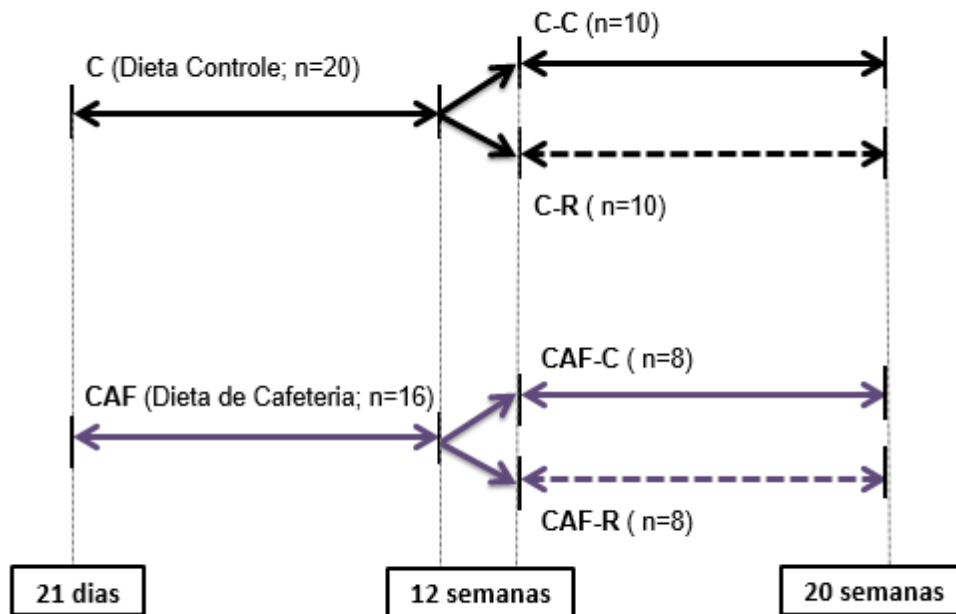 C-C (n=10)
C (Dieta Controle; n=20)
C-R ( n=10)
CAF-C ( n=8)
CAF (Dieta de Cafeteria; n=16)
CAF-R ( n=8)
21 dias
12 semanas
20 semanas